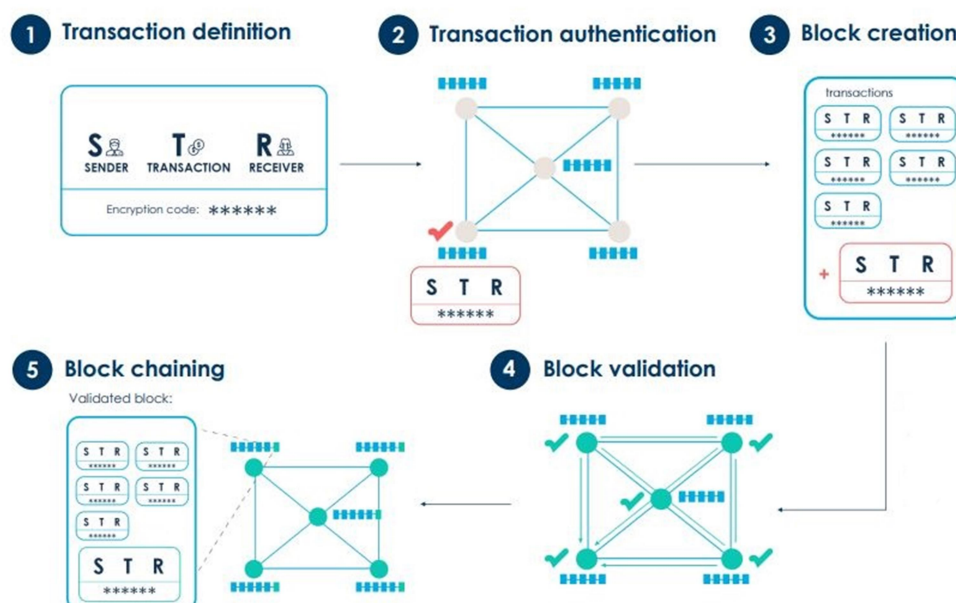 1 Transaction definition
S T R
SENDER TRANSACTION RECEIVER
Encryption code: ******
2 Transaction authentication
S T R
******
3 Block creation
transactions
S T R S T R
****** ******
S T R S T R
****** ******
S T R
******
+ S T R
******
4 Block validation
5 Block chaining
Validated block:
S T R S T R
****** ******
S T R S T R
****** ******
S T R
******
S T R
******